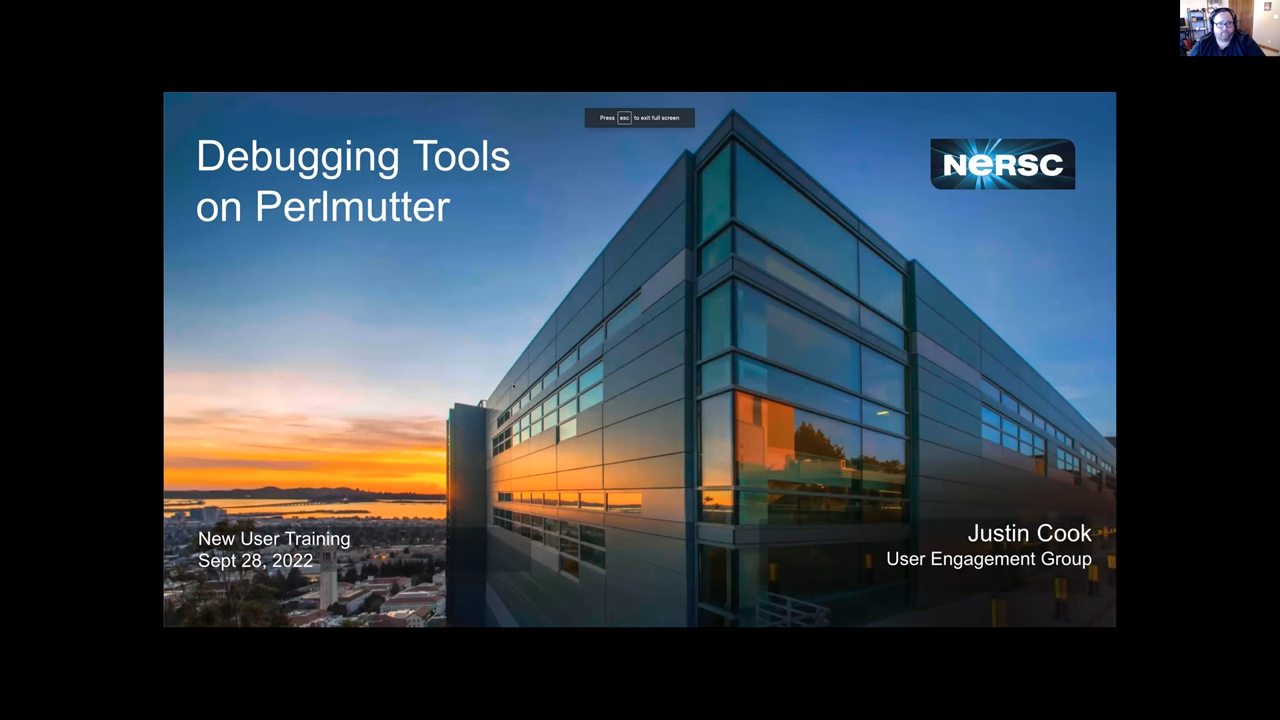 Debugging Tools
on Perlmutter
Press esc to exit full screen
NERSC
New User Training
Sept 28, 2022
Justin Cook
User Engagement Group